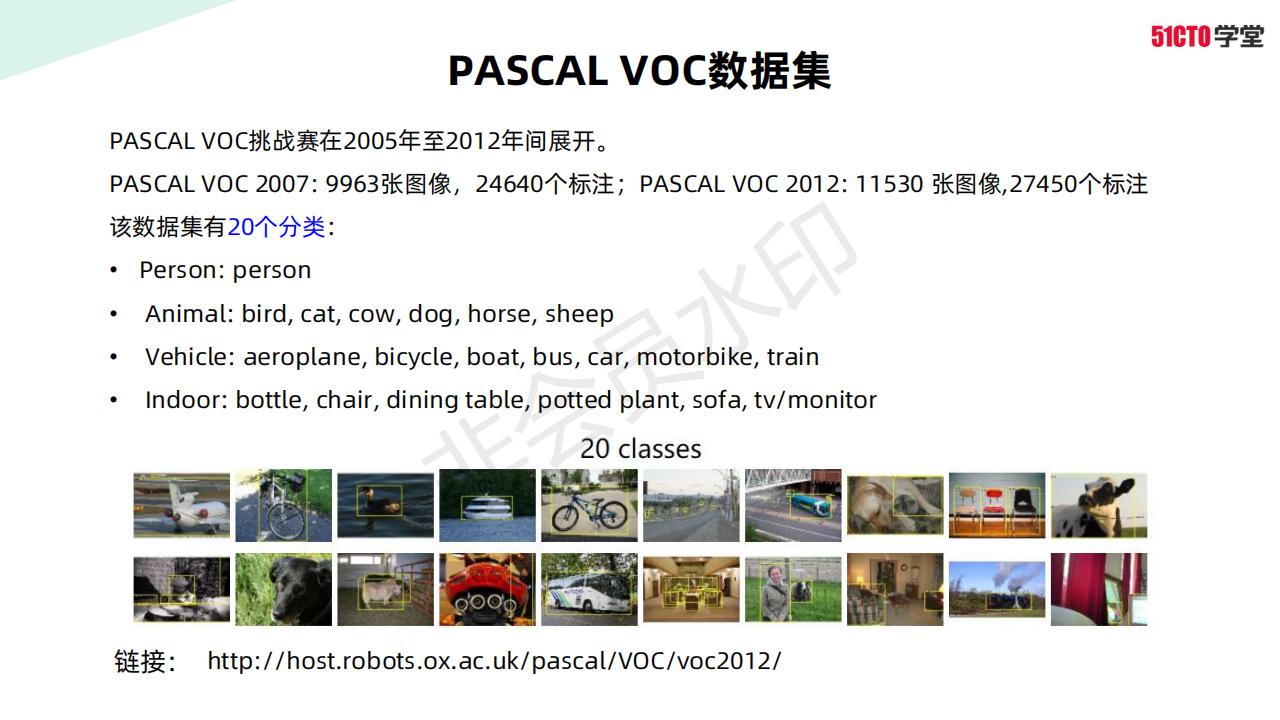 51CTO学堂
PASCAL VOC数据集
PASCAL VOC挑战赛在2005年至2012年间展开。
PASCAL VOC 2007: 9963张图像，24640个标注；PASCAL VOC 2012: 11530 张图像,27450个标注
该数据集有20个分类：
• Person: person
• Animal: bird, cat, cow, dog, horse, sheep
• Vehicle: aeroplane, bicycle, boat, bus, car, motorbike, train
• Indoor: bottle, chair, dining table, potted plant, sofa, tv/monitor
非会员水印
20 classes
链接： http://host.robots.ox.ac.uk/pascal/VOC/voc2012/